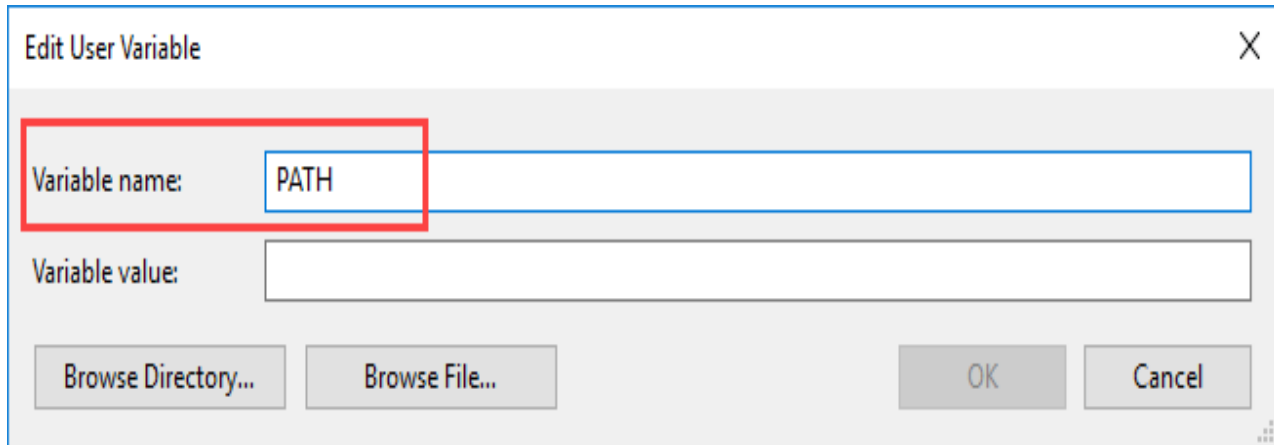 Edit User Variable
Variable name: PATH
Variable value:
Browse Directory... Browse File... OK Cancel